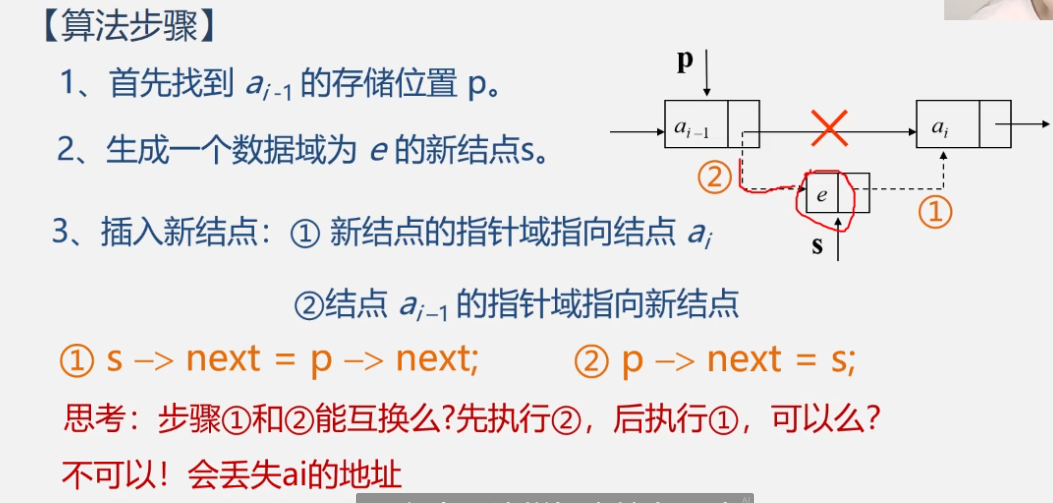 【算法步骤】
1、首先找到 aᵢ₋₁ 的存储位置 p。
2、生成一个数据域为 e 的新结点s。
3、插入新结点：① 新结点的指针域指向结点 aᵢ
②结点 aᵢ₋₁ 的指针域指向新结点
① s –> next = p –> next; ② p –> next = s;
思考：步骤①和②能互换么?先执行②，后执行①，可以么?
不可以！会丢失ai的地址
p
aᵢ₋₁
aᵢ
②
e
①
s